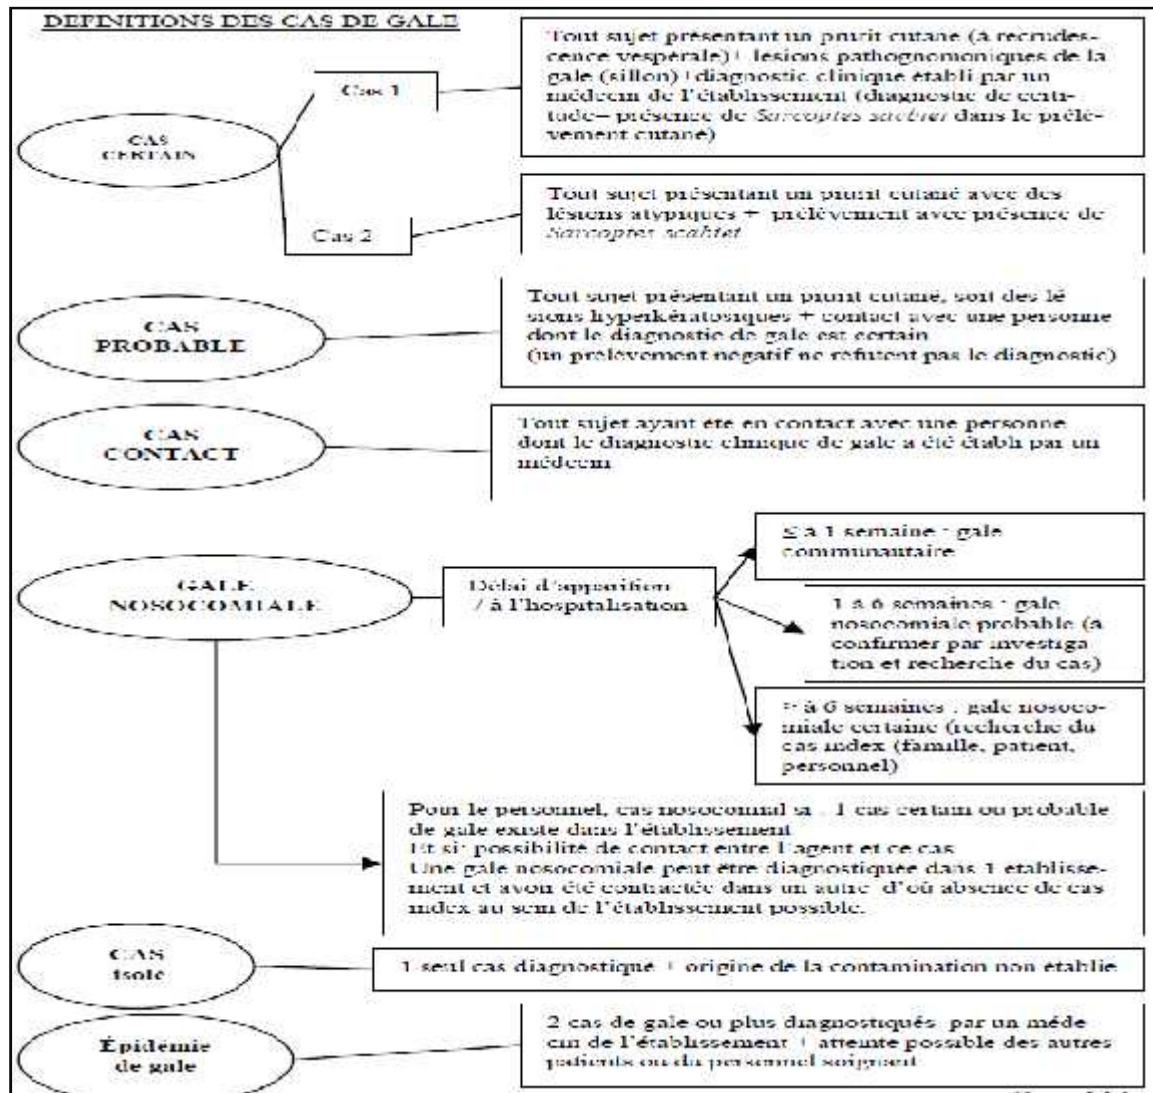 DEFINITIONS DES CAS DE GALE
Tout sujet présentant un prurit cutané (à recrudes-
cence vespérale)+ lésions pathognomoniques de la
gale (sillon)+diagnostic clinique établi par un
médecin de l'établissement (diagnostic de certi-
tude= présence de Sarcoptes scabiei dans le prélè-
vement cutané)
Cas 1
CAS
CERTAIN
Cas 2
Tout sujet présentant un prurit cutané avec des
lésions atypiques + prélèvement avec présence de
Sarcoptes scabiei
CAS
PROBABLE
Tout sujet présentant un prurit cutané, soit des lé
sions hyperkératosiques + contact avec une personne
dont le diagnostic de gale est certain
(un prélèvement négatif ne réfutent pas le diagnostic)
CAS
CONTACT
Tout sujet ayant été en contact avec une personne
dont le diagnostic clinique de gale a été établi par un
médecin
GALE
NOSOCOMIALE
Délai d'apparition
/ à l'hospitalisation
≤ à 1 semaine : gale
communautaire
1 à 6 semaines : gale
nosocomiale probable (à
confirmer par investiga
tion et recherche du cas)
à 6 semaines : gale nosoco-
miale certaine (recherche du
cas index (famille, patient,
personnel)
Pour le personnel, cas nosocomial si : 1 cas certain ou probable
de gale existe dans l'établissement
Et si: possibilité de contact entre l'agent et ce cas
Une gale nosocomiale peut être diagnostiquée dans 1 établisse-
ment et avoir été contractée dans un autre d'où absence de cas
index au sein de l'établissement possible.
CAS
isolé
1 seul cas diagnostiqué + origine de la contamination non établie
Épidémie
de gale
2 cas de gale ou plus diagnostiqués par un méde
cin de l'établissement + atteinte possible des autres
patients ou du personnel soignant